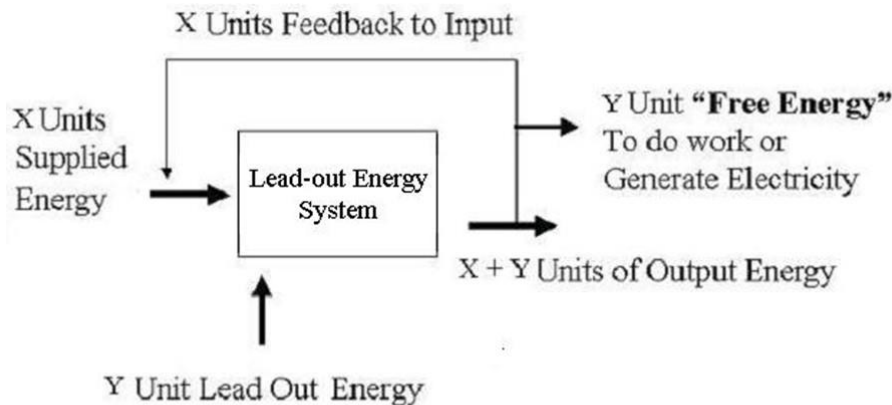 X Units Feedback to Input
X Units
Supplied
Energy
Lead-out Energy
System
Y Unit “Free Energy”
To do work or
Generate Electricity
X + Y Units of Output Energy
Y Unit Lead Out Energy